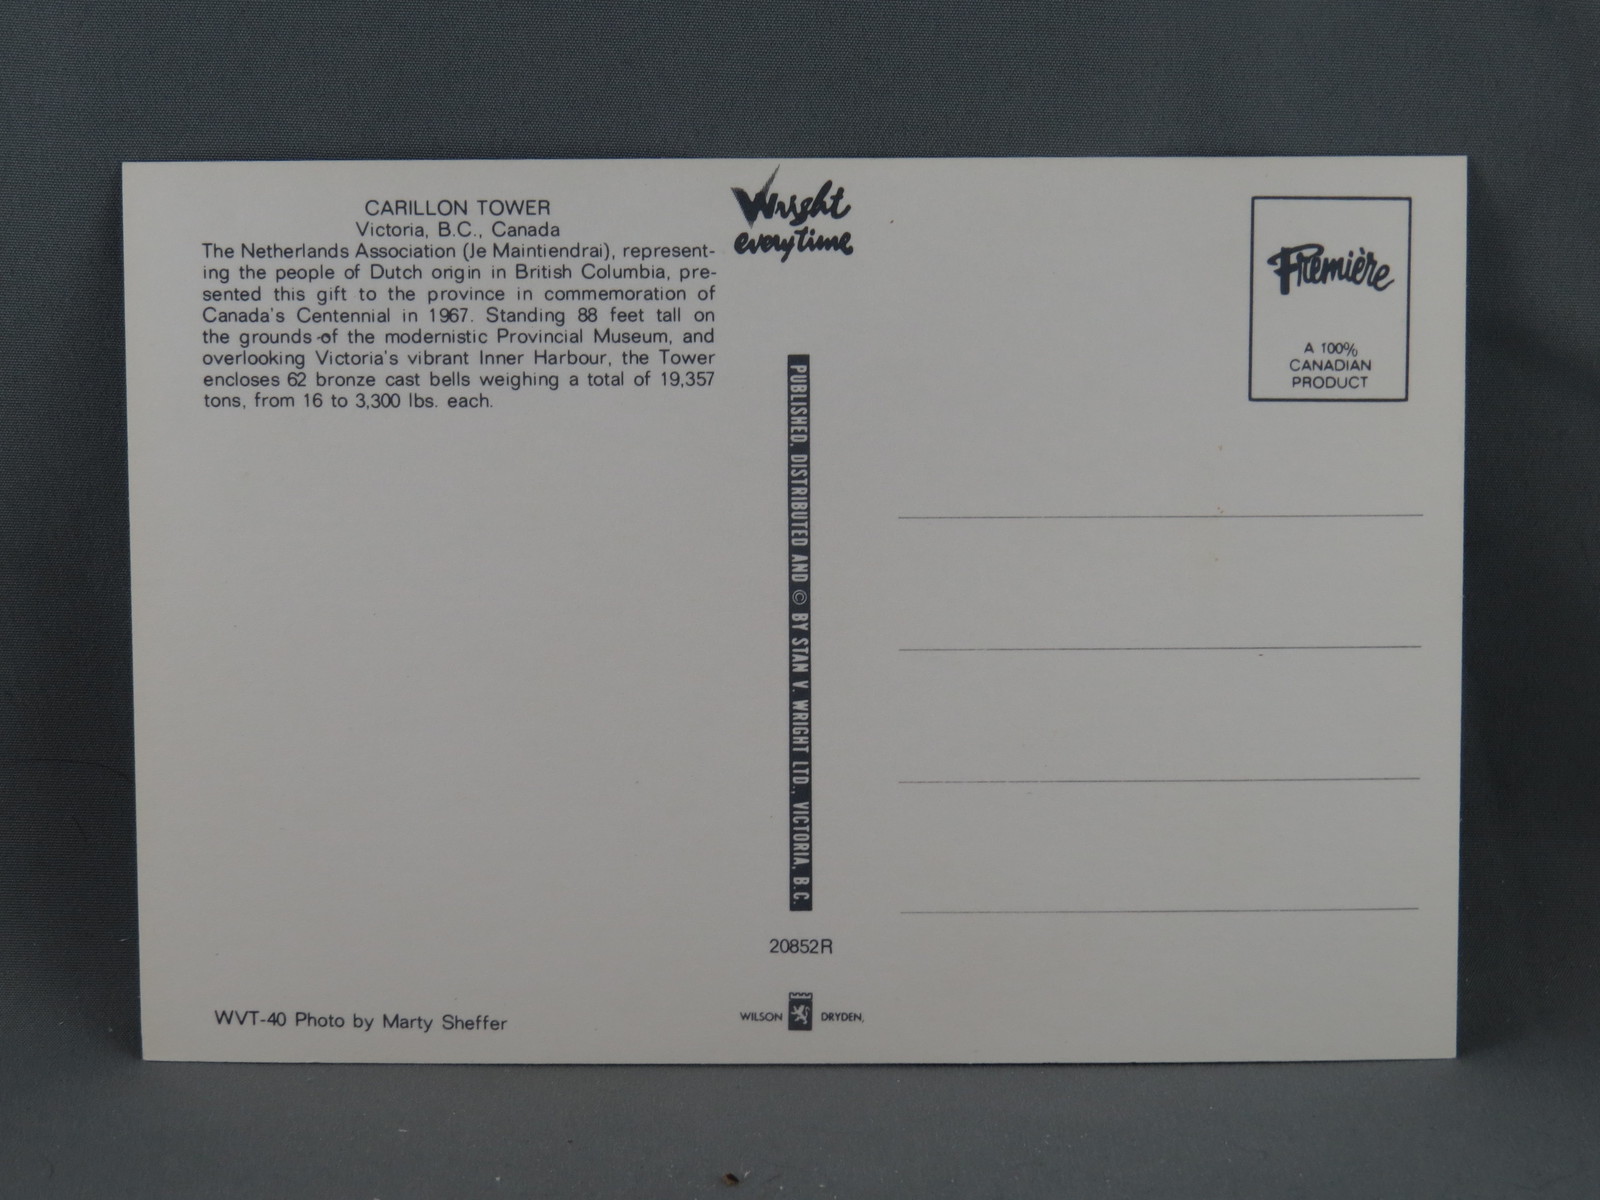 CARILLON TOWER
Victoria, B.C., Canada
The Netherlands Association (Je Maintiendrai), represent-
ing the people of Dutch origin in British Columbia, pre-
sented this gift to the province in commemoration of
Canada's Centennial in 1967. Standing 88 feet tall on
the grounds of the modernistic Provincial Museum, and
overlooking Victoria's vibrant Inner Harbour, the Tower
encloses 62 bronze cast bells weighing a total of 19,357
tons, from 16 to 3,300 lbs. each.
WVT-40 Photo by Marty Sheffer
Wright
everytime
PUBLISHED, DISTRIBUTED AND © BY STAN V. WRIGHT LTD., VICTORIA, B.C.
20852R
WILSON DRYDEN,
Première
A 100%
CANADIAN
PRODUCT